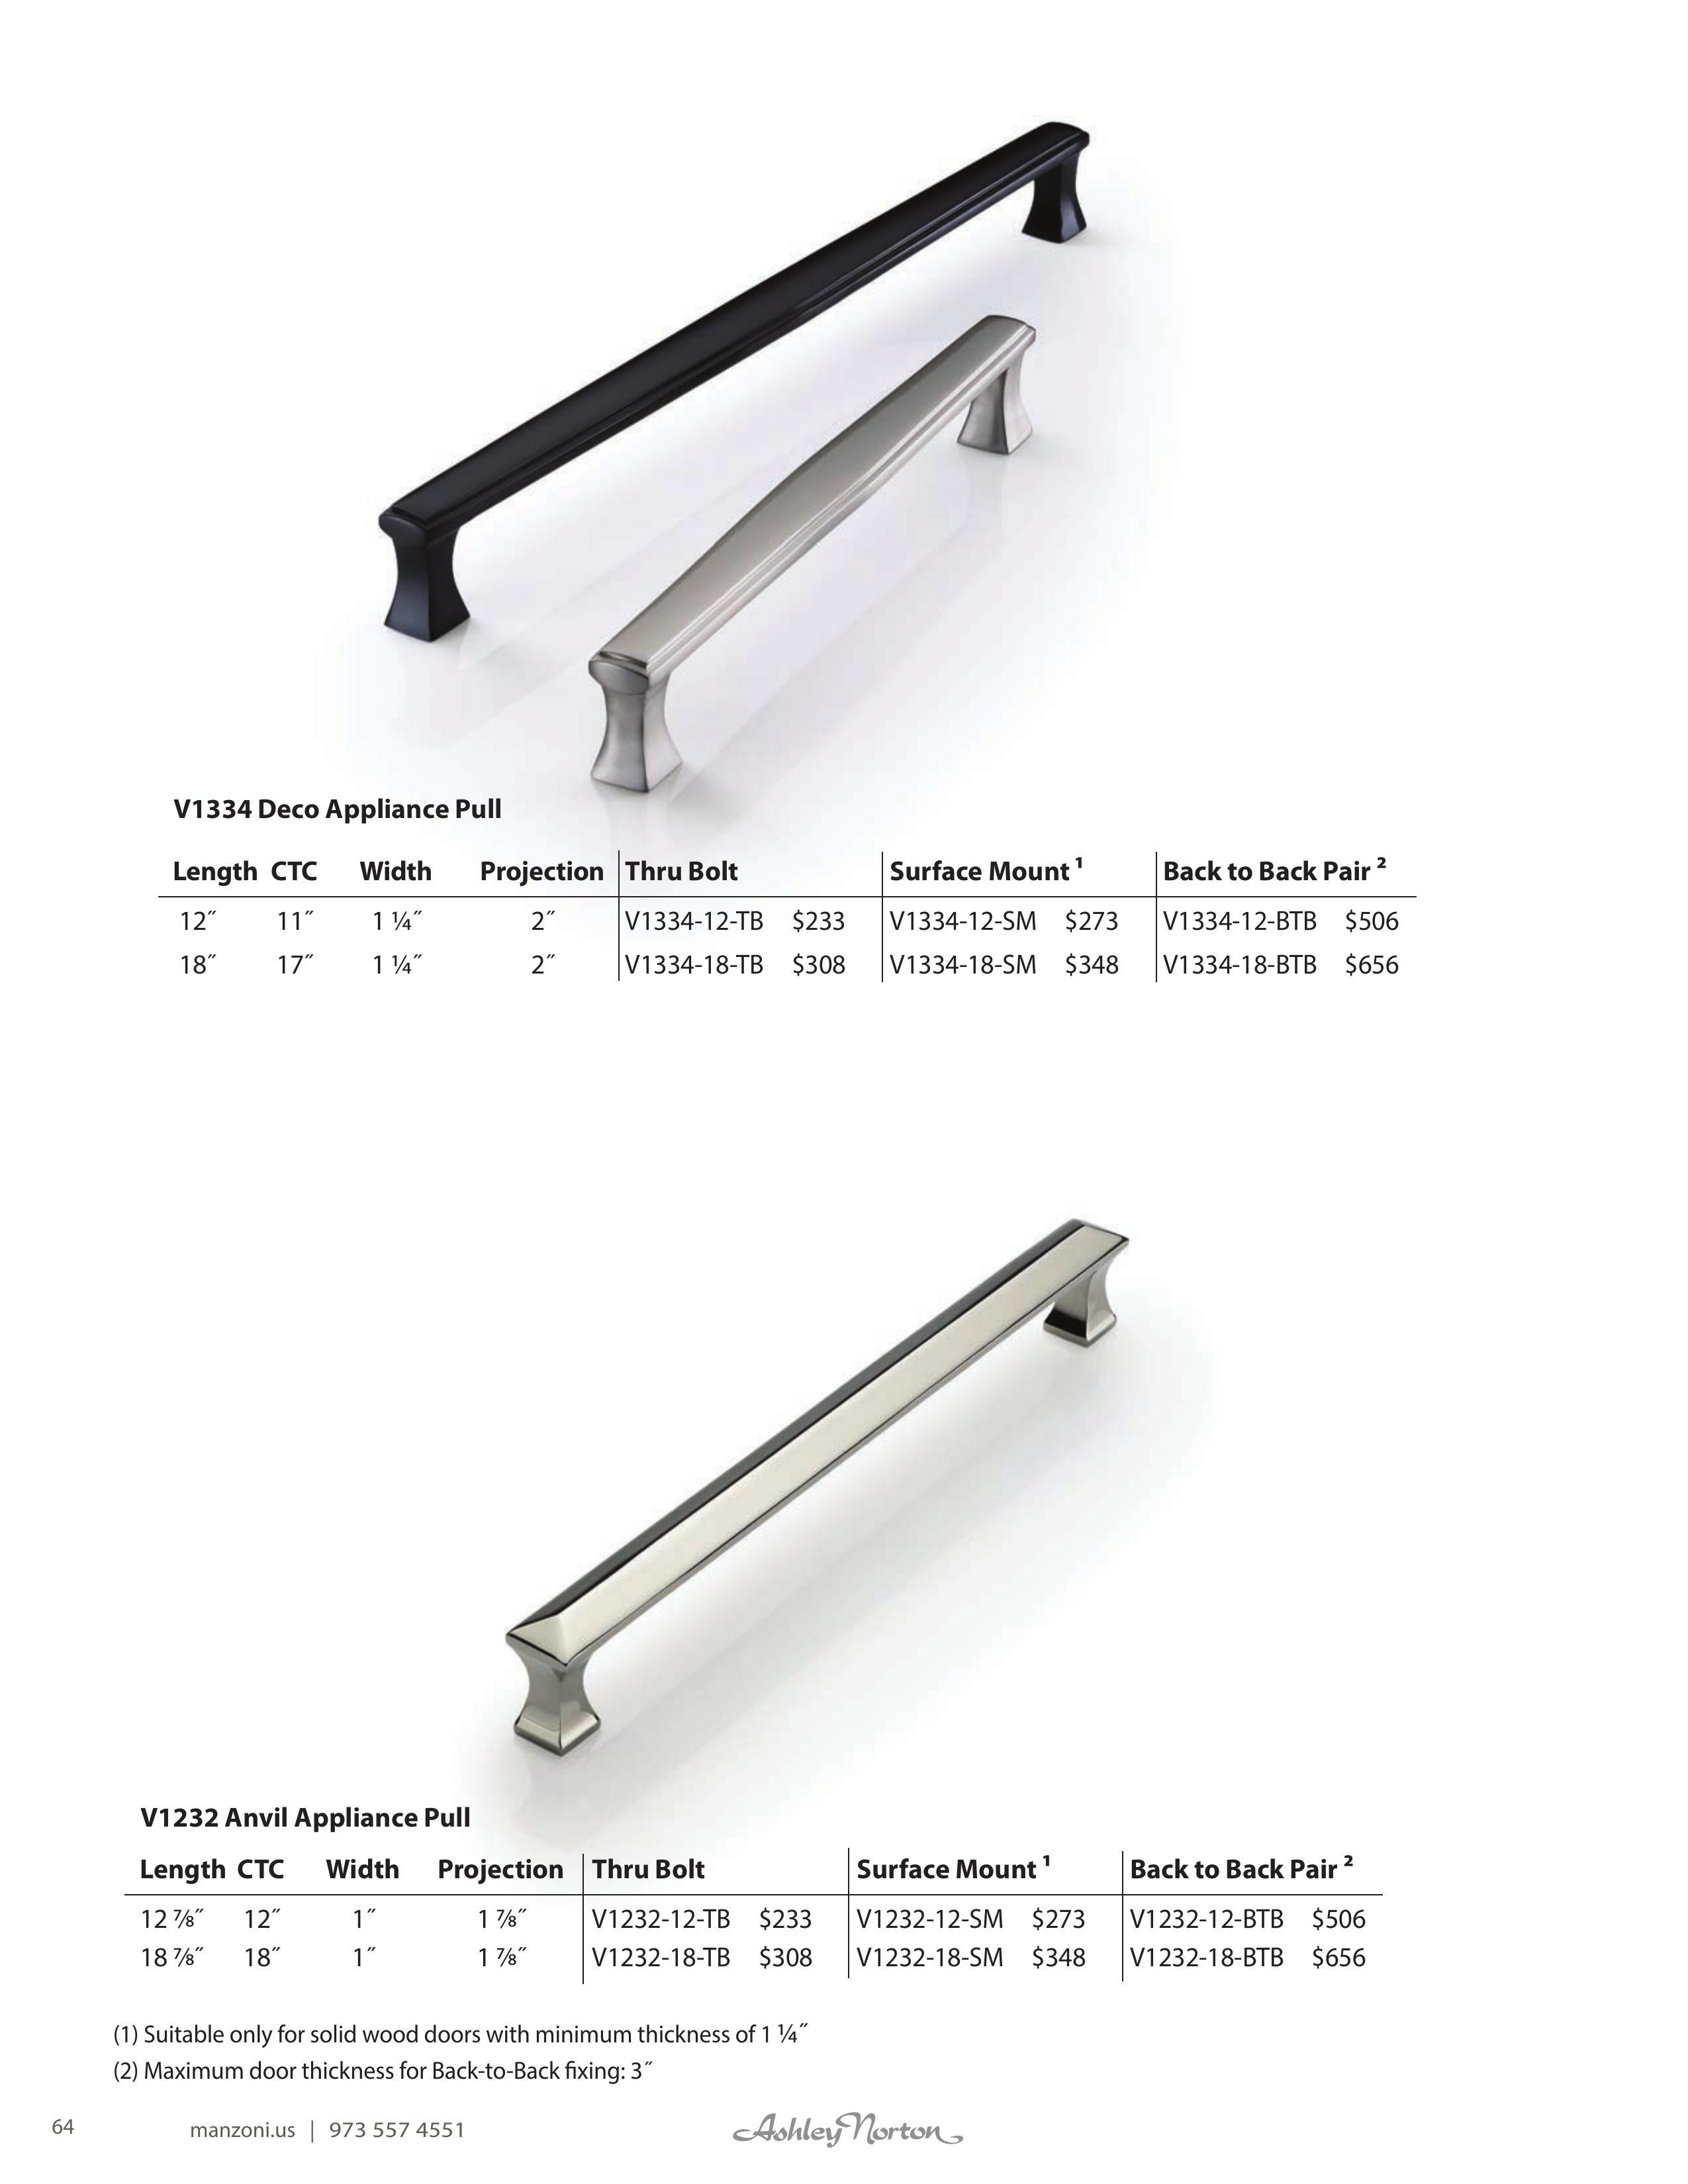 V1334 Deco Appliance Pull
Length CTC Width Projection Thru Bolt Surface Mount ¹ Back to Back Pair ²
12˝ 11˝ 1 ¼˝ 2˝ V1334-12-TB $233 V1334-12-SM $273 V1334-12-BTB $506
18˝ 17˝ 1 ¼˝ 2˝ V1334-18-TB $308 V1334-18-SM $348 V1334-18-BTB $656
V1232 Anvil Appliance Pull
Length CTC Width Projection Thru Bolt Surface Mount ¹ Back to Back Pair ²
12 ⅞˝ 12˝ 1˝ 1 ⅞˝ V1232-12-TB $233 V1232-12-SM $273 V1232-12-BTB $506
18 ⅞˝ 18˝ 1˝ 1 ⅞˝ V1232-18-TB $308 V1232-18-SM $348 V1232-18-BTB $656
(1) Suitable only for solid wood doors with minimum thickness of 1 ¼˝
(2) Maximum door thickness for Back-to-Back fixing: 3˝
64 manzoni.us | 973 557 4551 Ashley Norton